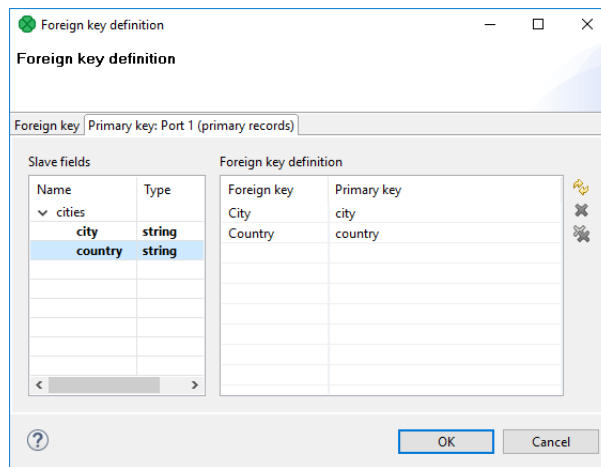 Foreign key definition
Foreign key definition
Foreign key Primary key: Port 1 (primary records)
Slave fields Foreign key definition
Name Type Foreign key Primary key
cities City city
city string Country country
country string
? OK Cancel